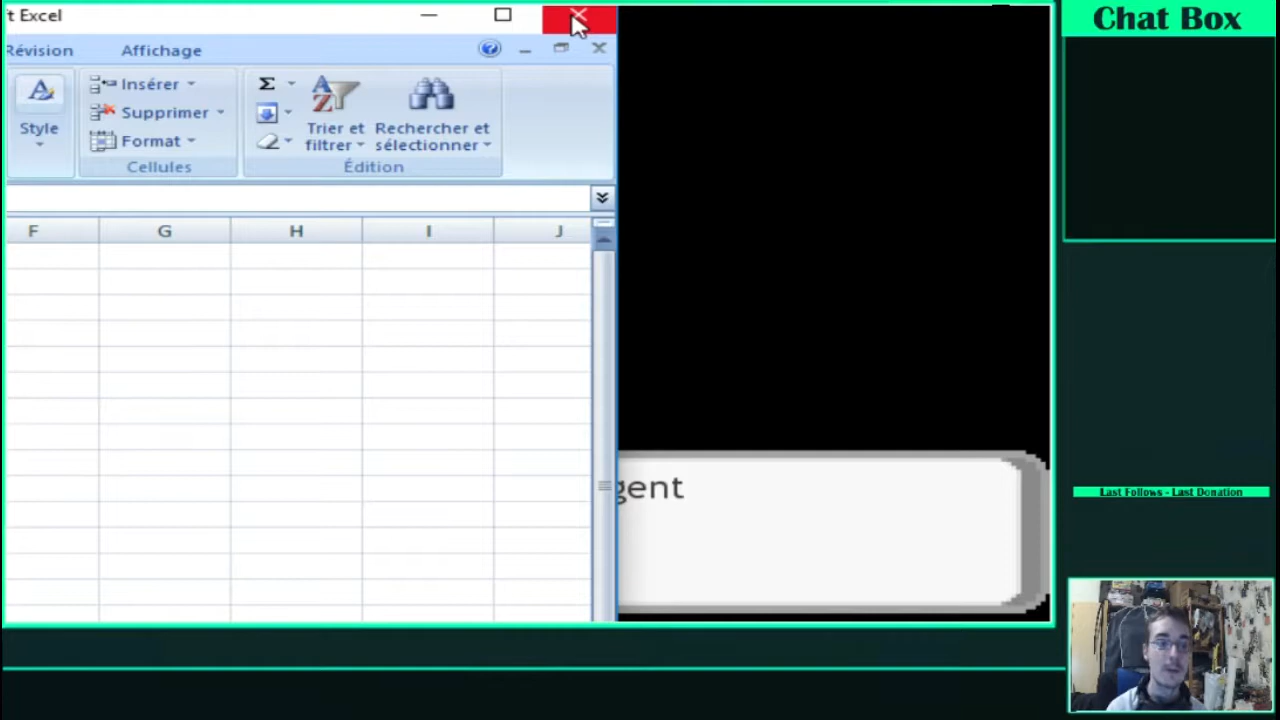 t Excel
Chat Box
Révision Affichage
Insérer
Style
Supprimer
Trier et
filtrer
Rechercher et
sélectionner
Format
Cellules
Édition
F G H I J
gent
Last Follows - Last Donation